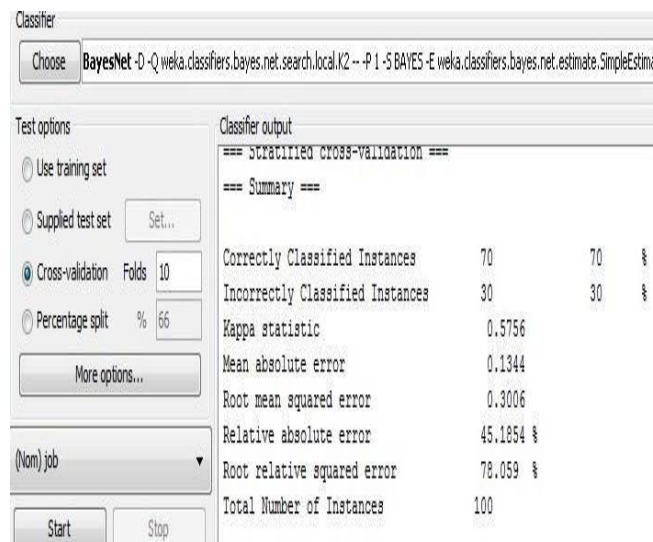 Classifier
Choose BayesNet -D -Q weka.classifiers.bayes.net.search.local.K2 -- -P 1 -S BAYES -E weka.classifiers.bayes.net.estimate.SimpleEstima
Test options
Use training set
Supplied test set Set...
Cross-validation Folds 10
Percentage split % 66
More options...
(Nom) job
Start Stop
Classifier output
=== Stratified cross-validation ===
=== Summary ===
Correctly Classified Instances 70 70 %
Incorrectly Classified Instances 30 30 %
Kappa statistic 0.5756
Mean absolute error 0.1344
Root mean squared error 0.3006
Relative absolute error 45.1854 %
Root relative squared error 78.059 %
Total Number of Instances 100